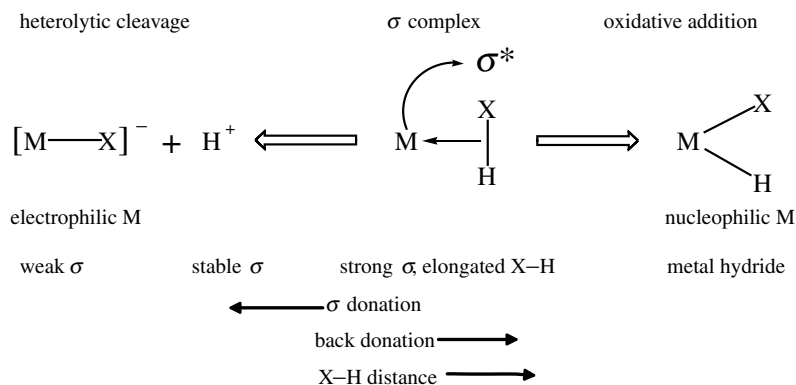 heterolytic cleavage σ complex oxidative addition
σ*
X X
[M—X]⁻ + H⁺ M M
H H
electrophilic M nucleophilic M
weak σ stable σ strong σ, elongated X–H metal hydride
σ donation
back donation
X–H distance